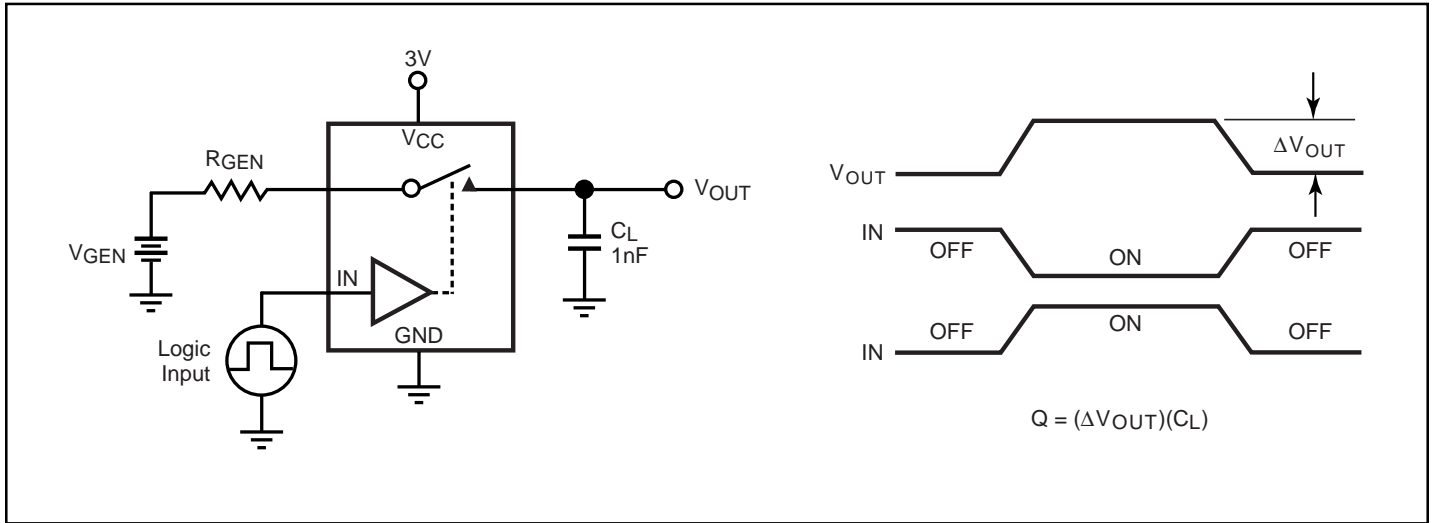 3V
VCC
RGEN
VOUT
CL
1nF
VGEN
IN
GND
Logic
Input
ΔVOUT
VOUT
IN
OFF
ON
OFF
IN
OFF
ON
OFF
Q = (ΔVOUT)(CL)